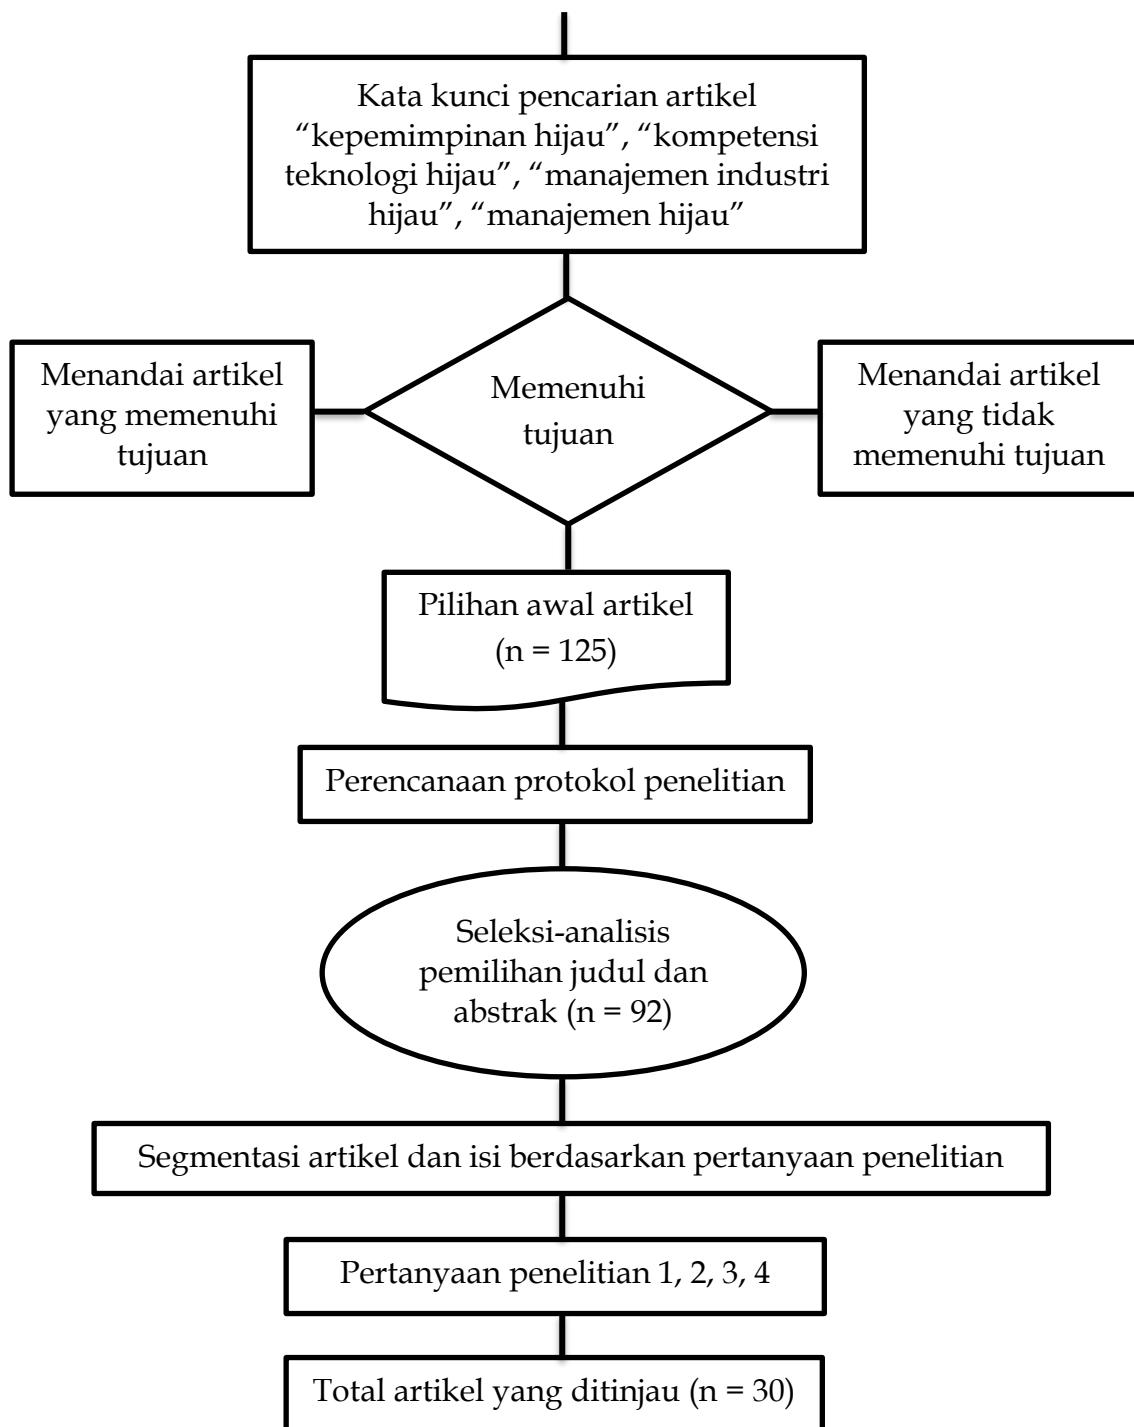 Kata kunci pencarian artikel
“kepemimpinan hijau”, “kompetensi
teknologi hijau”, “manajemen industri
hijau”, “manajemen hijau”
Menandai artikel
yang memenuhi
tujuan
Memenuhi
tujuan
Menandai artikel
yang tidak
memenuhi tujuan
Pilihan awal artikel
(n = 125)
Perencanaan protokol penelitian
Seleksi-analisis
pemilihan judul dan
abstrak (n = 92)
Segmentasi artikel dan isi berdasarkan pertanyaan penelitian
Pertanyaan penelitian 1, 2, 3, 4
Total artikel yang ditinjau (n = 30)